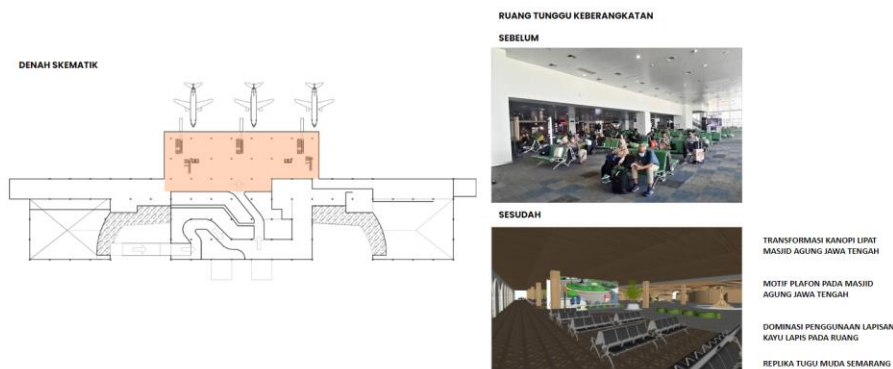 RUANG TUNGGU KEBERANGKATAN
SEBELUM
DENAH SKEMATIK
SESUDAH
TRANSFORMASI KANOPI LIPAT
MASJID AGUNG JAWA TENGAH
MOTIF PLAFON PADA MASJID
AGUNG JAWA TENGAH
DOMINASI PENGGUNAAN LAPISAN
KAYU LAPIS PADA RUANG
REPLIKA TUGU MUDA SEMARANG